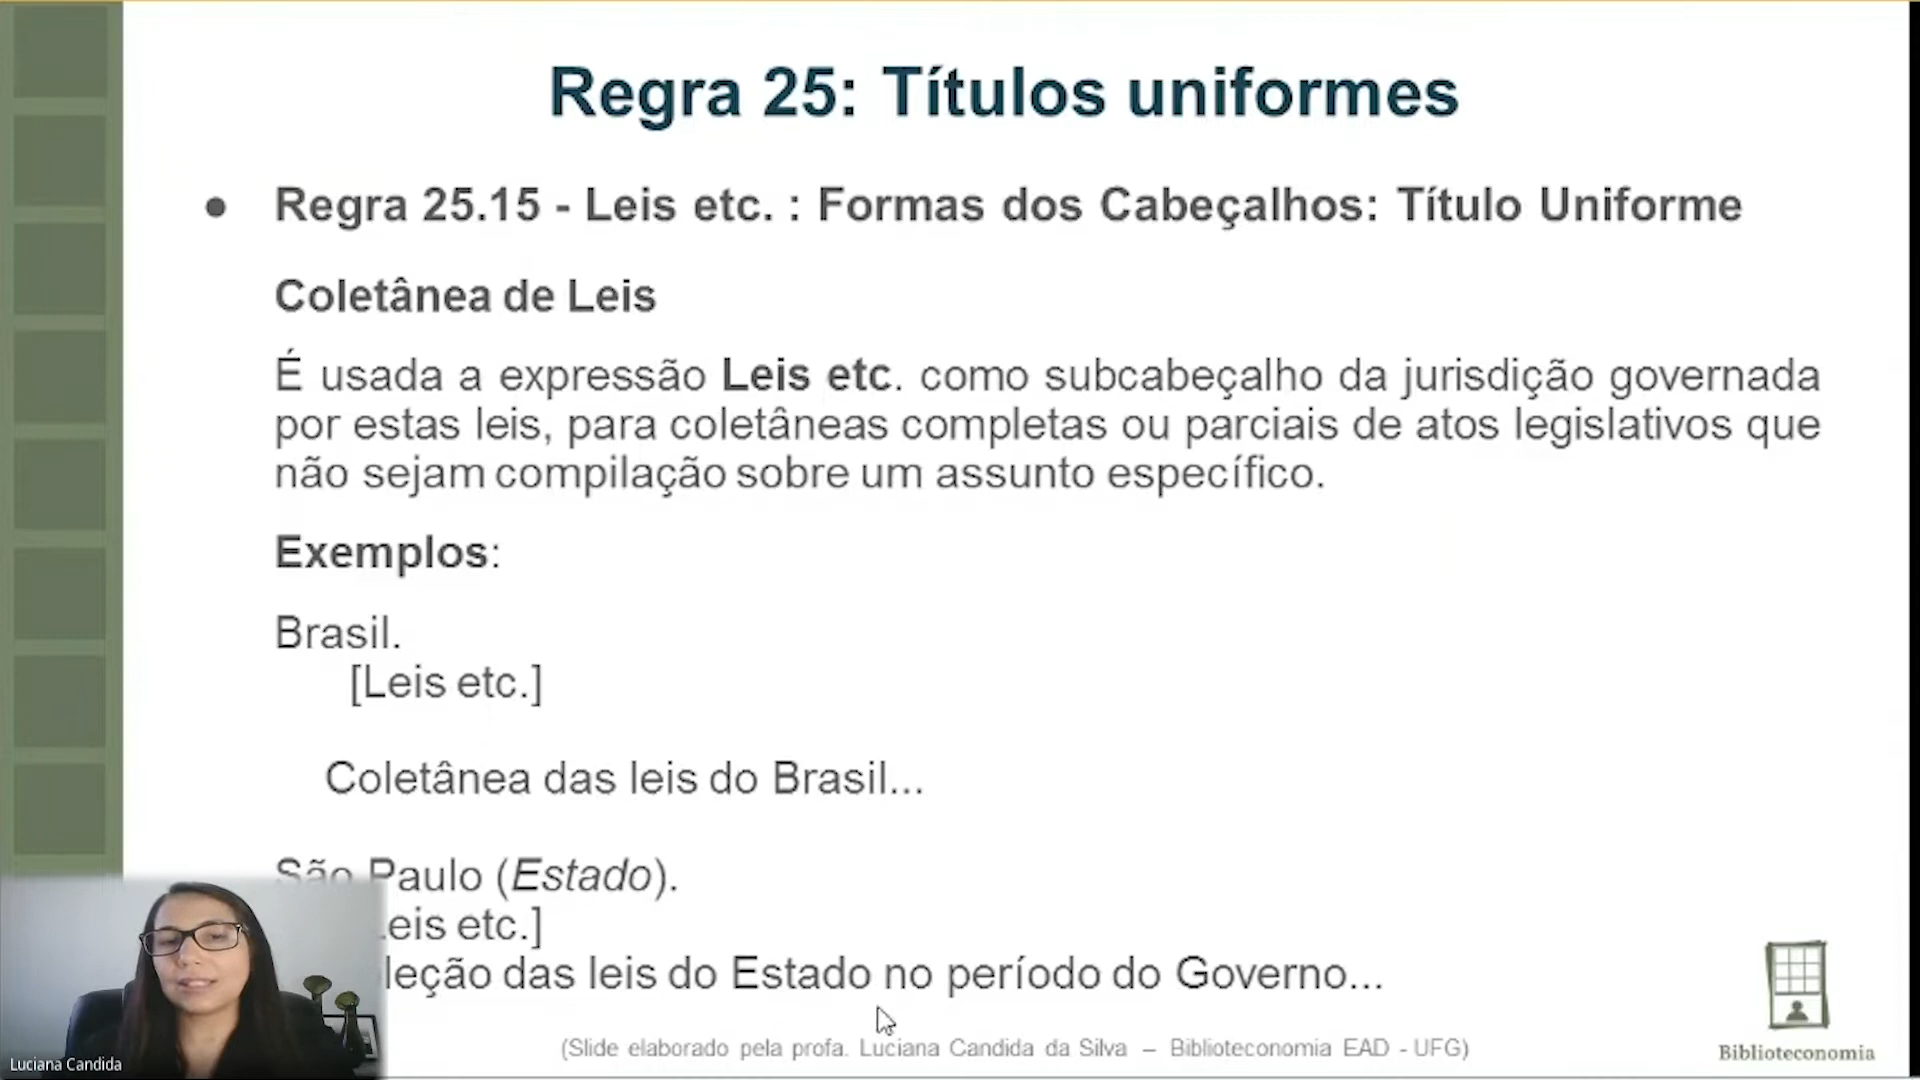 Regra 25: Títulos uniformes
● Regra 25.15 - Leis etc. : Formas dos Cabeçalhos: Título Uniforme
Coletânea de Leis
É usada a expressão Leis etc. como subcabeçalho da jurisdição governada
por estas leis, para coletâneas completas ou parciais de atos legislativos que
não sejam compilação sobre um assunto específico.
Exemplos:
Brasil.
[Leis etc.]
Coletânea das leis do Brasil...
São Paulo (Estado).
eis etc.]
leção das leis do Estado no período do Governo...
(Slide elaborado pela profa. Luciana Candida da Silva – Biblioteconomia EAD - UFG)
Biblioteconomia
Luciana Candida